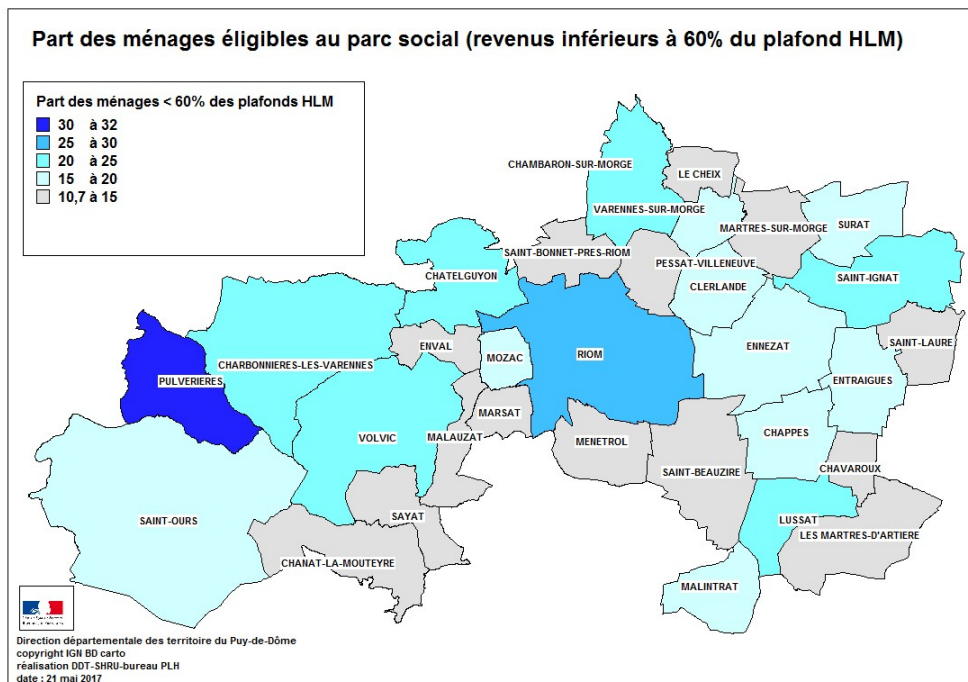 Part des ménages éligibles au parc social (revenus inférieurs à 60% du plafond HLM)
Part des ménages < 60% des plafonds HLM
30 à 32
25 à 30
20 à 25
15 à 20
10,7 à 15
CHAMBARON-SUR-MORGE
LE CHEIX
VARENNES-SUR-MORGE
MARTRES-SUR-MORGE
SURAT
SAINT-BONNET-PRES-RIOM
PESSAT-VILLENEUVE
CHATELGUYON
CLERLANDE
SAINT-IGNAT
ENVAL
MOZAC
RIOM
ENNEZAT
SAINT-LAURE
CHARBONNIERES-LES-VARENNES
PULVERIERES
ENTRAIGUES
MARSAT
VOLVIC
MALAUZAT
MENETROL
CHAPPES
SAINT-BEAUZIRE
CHAVAROUX
SAINT-OURS
SAYAT
LUSSAT
LES MARTRES-D'ARTIERE
CHANAT-LA-MOUTEYRE
MALINTRAT
Direction départementale des territoire du Puy-de-Dôme
copyright IGN BD carto
réalisation DDT-SHRU-bureau PLH
date : 21 mai 2017